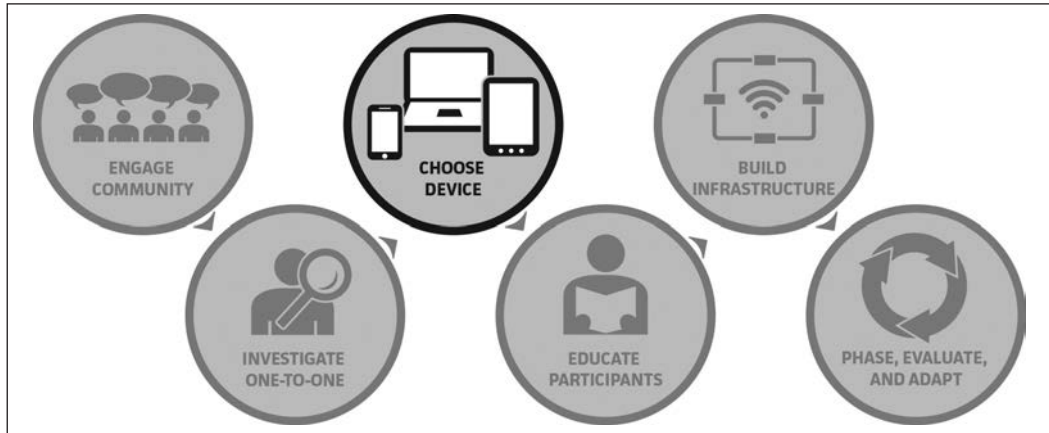 ENGAGE
COMMUNITY
INVESTIGATE
ONE-TO-ONE
CHOOSE
DEVICE
EDUCATE
PARTICIPANTS
BUILD
INFRASTRUCTURE
PHASE, EVALUATE,
AND ADAPT